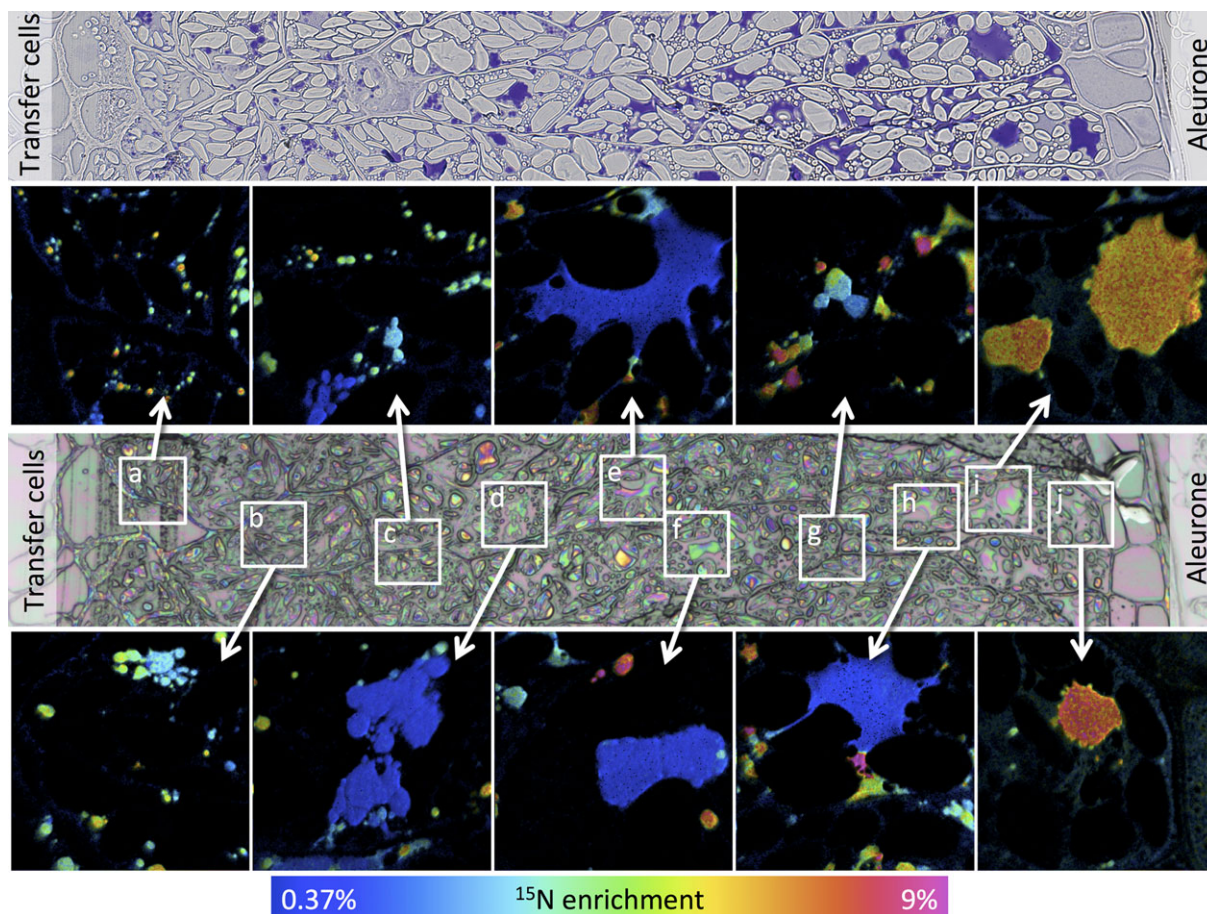 Transfer cells
Aleurone
Transfer cells
a
b
c
d
e
f
g
h
i
j
Aleurone
0.37%
¹⁵N enrichment
9%